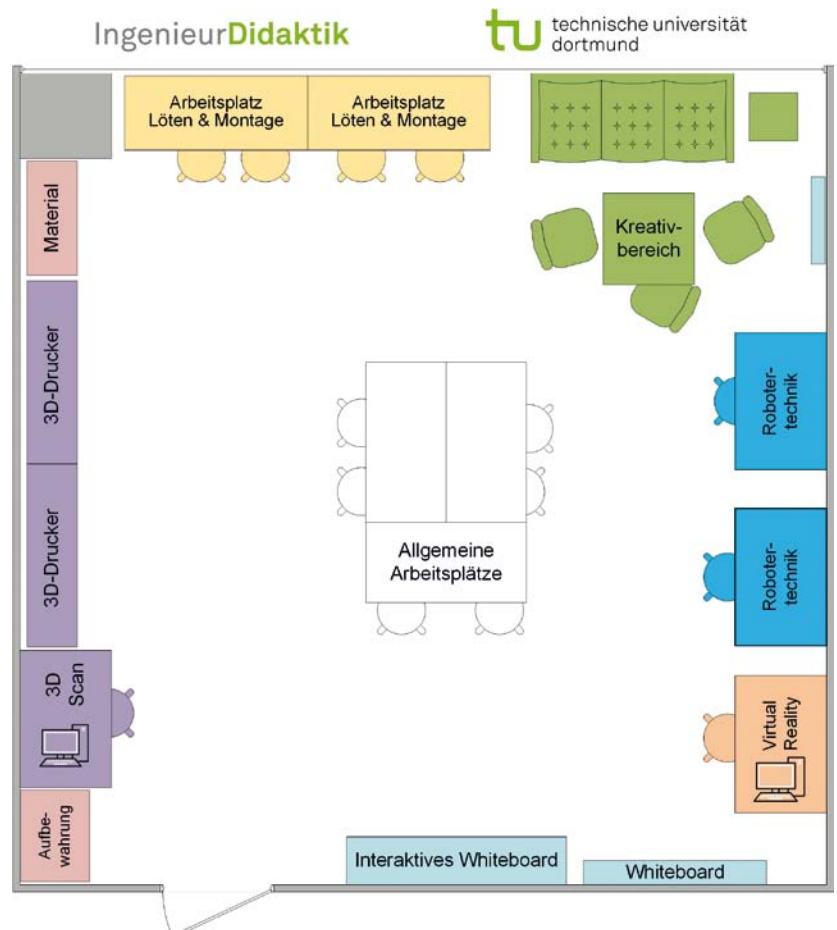 IngenieurDidaktik
technische universität
dortmund
Arbeitsplatz
Löten & Montage
Arbeitsplatz
Löten & Montage
Material
Kreativ-
bereich
3D-Drucker
Roboter-
technik
3D-Drucker
Allgemeine
Arbeitsplätze
Roboter-
technik
3D
Scan
Virtual
Reality
Aufbe-
wahrung
Interaktives Whiteboard
Whiteboard